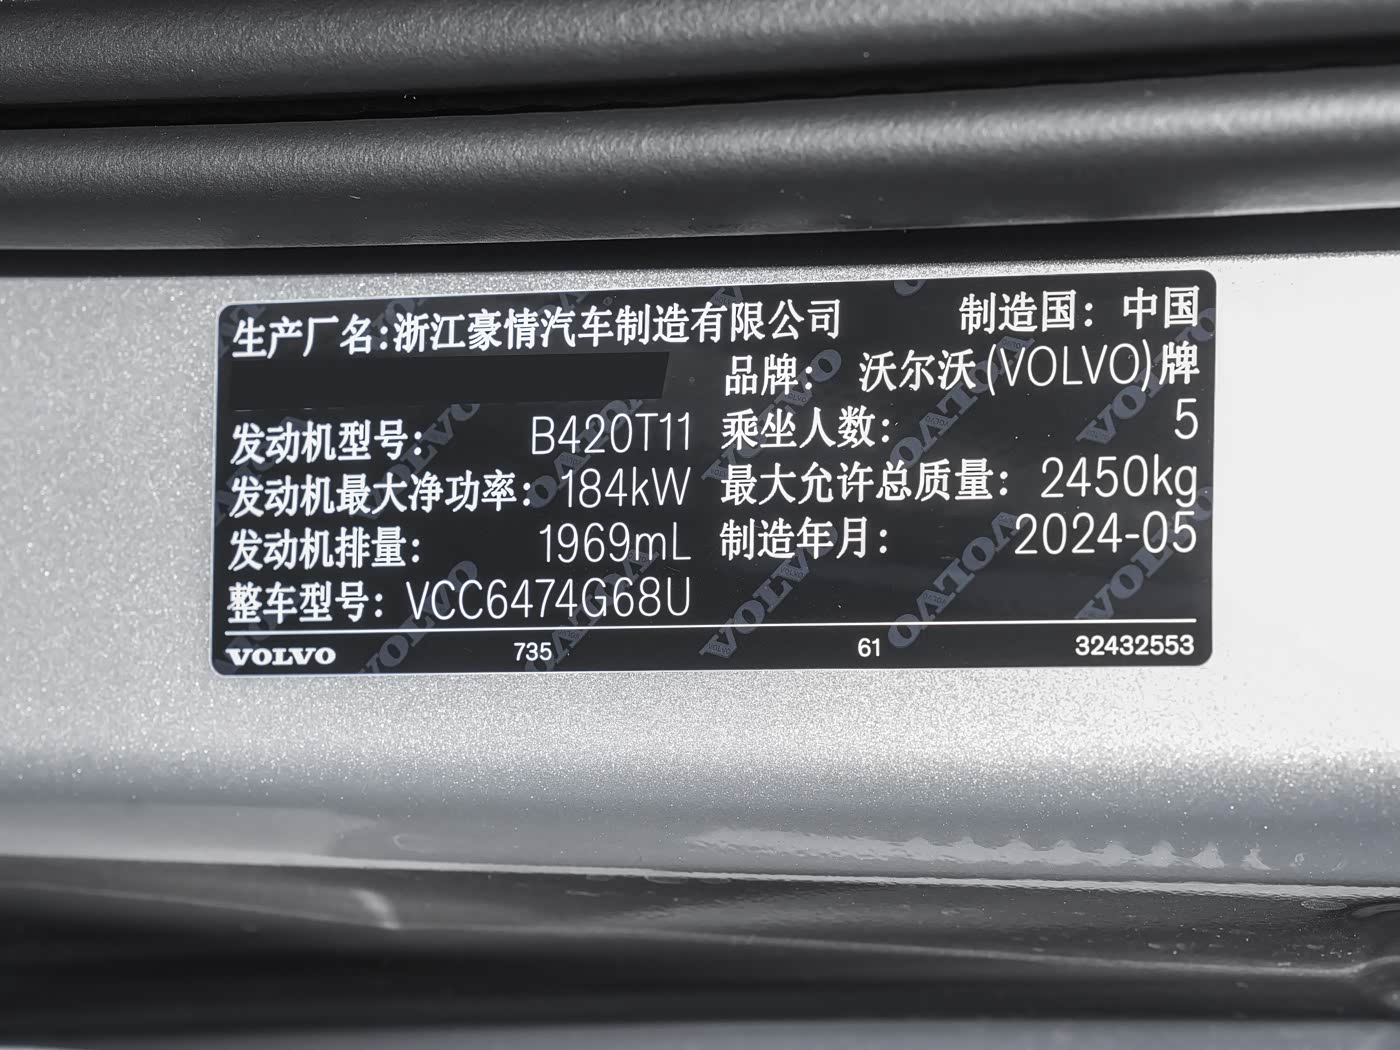 生产厂名:浙江豪情汽车制造有限公司 制造国：中国
品牌：沃尔沃(VOLVO)牌
发动机型号：B420T11 乘坐人数：5
发动机最大净功率：184kW 最大允许总质量：2450kg
发动机排量：1969mL 制造年月：2024-05
整车型号：VCC6474G68U
VOLVO 735 61 32432553